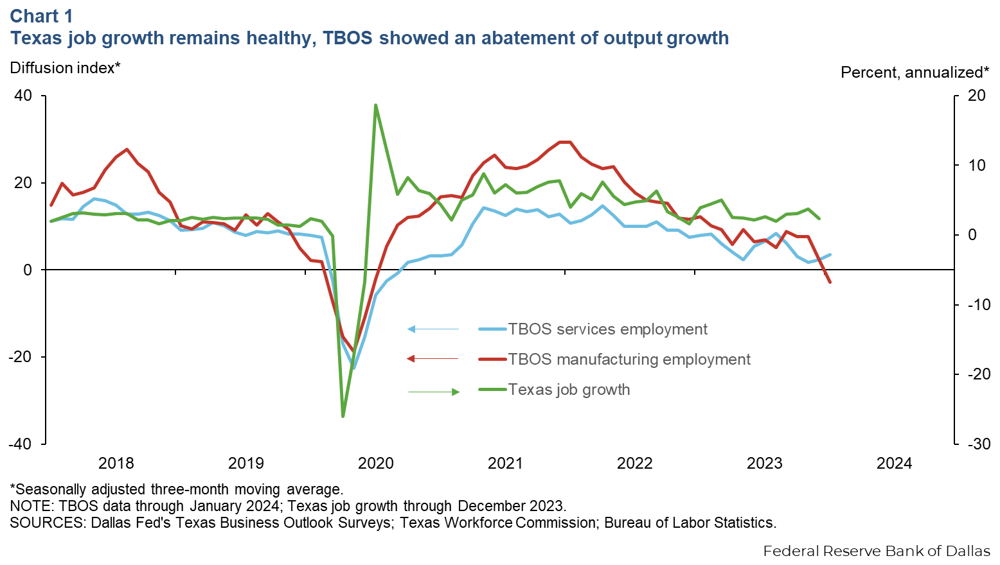 Chart 1
Texas job growth remains healthy, TBOS showed an abatement of output growth
Diffusion index*
Percent, annualized*
40
20
0
-20
-40
20
10
0
-10
-20
-30
TBOS services employment
TBOS manufacturing employment
Texas job growth
2018 2019 2020 2021 2022 2023 2024
*Seasonally adjusted three-month moving average.
NOTE: TBOS data through January 2024; Texas job growth through December 2023.
SOURCES: Dallas Fed's Texas Business Outlook Surveys; Texas Workforce Commission; Bureau of Labor Statistics.
Federal Reserve Bank of Dallas